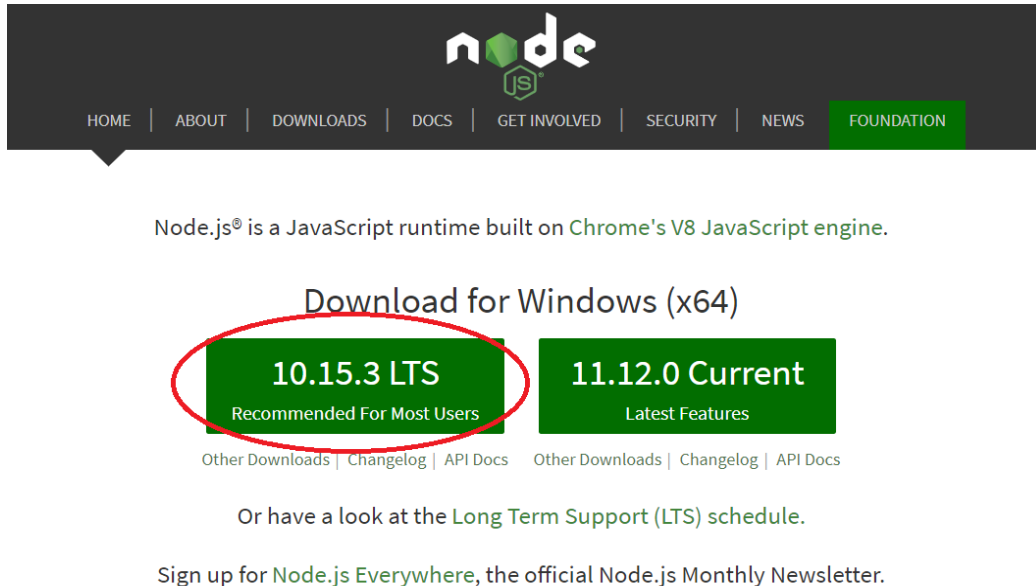 node
JS®
HOME | ABOUT | DOWNLOADS | DOCS | GET INVOLVED | SECURITY | NEWS FOUNDATION
Node.js® is a JavaScript runtime built on Chrome's V8 JavaScript engine.
Download for Windows (x64)
10.15.3 LTS
Recommended For Most Users
11.12.0 Current
Latest Features
Other Downloads | Changelog | API Docs
Other Downloads | Changelog | API Docs
Or have a look at the Long Term Support (LTS) schedule.
Sign up for Node.js Everywhere, the official Node.js Monthly Newsletter.